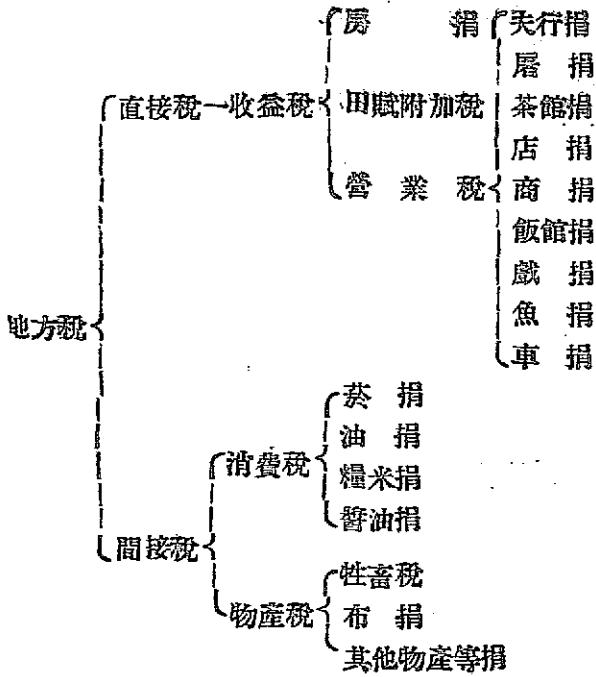 房捐 夫行捐
屠捐
直接稅 收益稅 田賦附加稅 茶館捐
店捐
營業稅 商捐
飯館捐
戲捐
地方稅 魚捐
車捐
菸捐
油捐
消費稅 糧米捐
醬油捐
間接稅 牲畜稅
物產稅 布捐
其他物產等捐